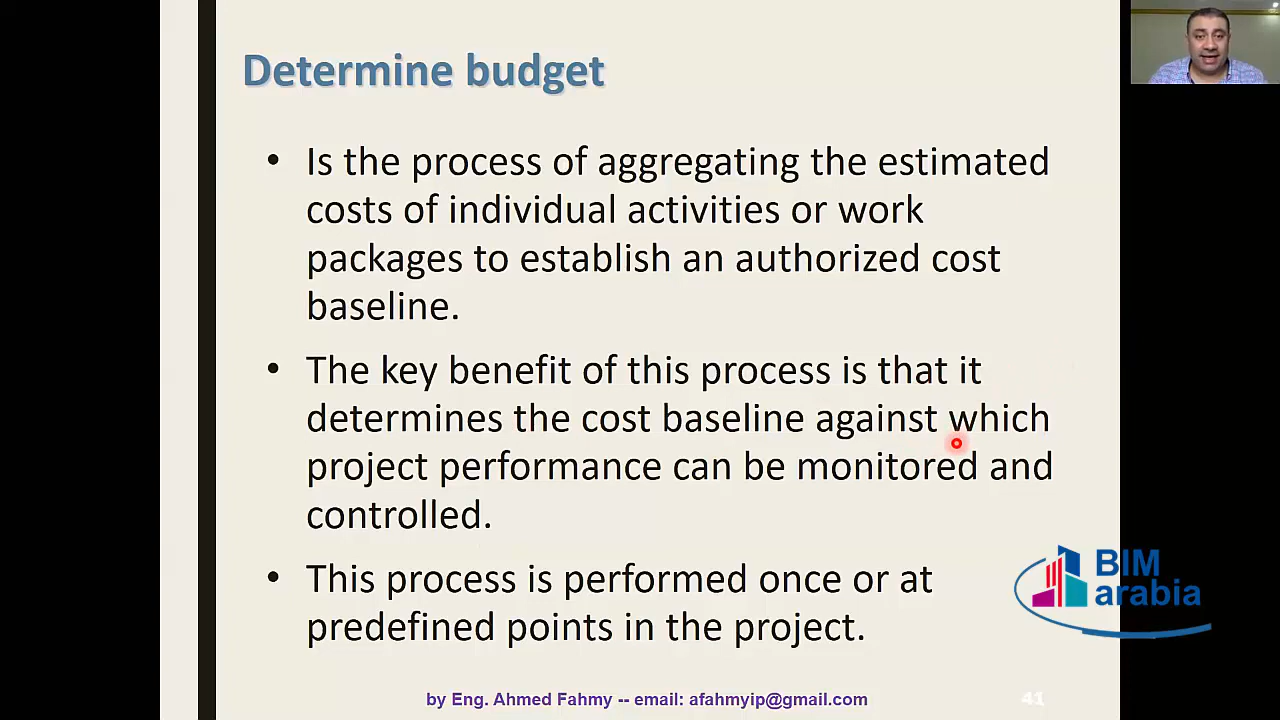 Determine budget
• Is the process of aggregating the estimated
costs of individual activities or work
packages to establish an authorized cost
baseline.
• The key benefit of this process is that it
determines the cost baseline against which
project performance can be monitored and
controlled.
• This process is performed once or at
predefined points in the project.
BIM
arabia
by Eng. Ahmed Fahmy -- email: afahmyip@gmail.com
41